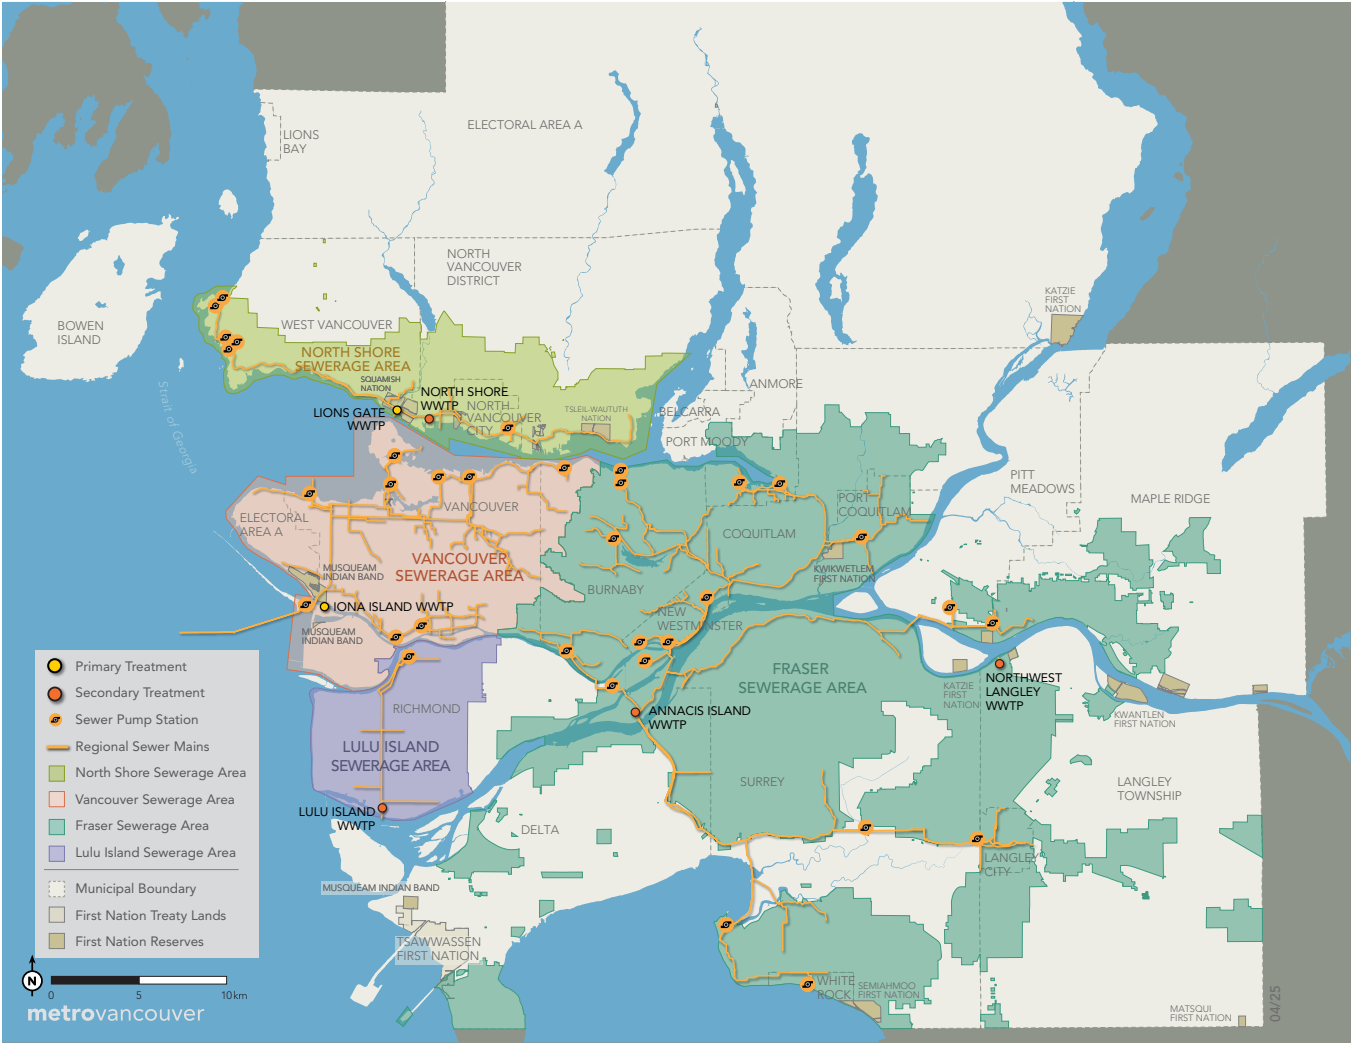 LIONS
BAY
ELECTORAL AREA A
NORTH
VANCOUVER
DISTRICT
KATZIE
FIRST
NATION
BOWEN
ISLAND
WEST VANCOUVER
NORTH SHORE
SEWERAGE AREA
SQUAMISH
NATION
NORTH SHORE
WWTP
LIONS GATE
WWTP
NORTH
VANCOUVER
CITY
TSLEIL-WAUTUTH
NATION
ANMORE
BELCARRA
PORT MOODY
Strait of Georgia
PITT
MEADOWS
MAPLE RIDGE
ELECTORAL
AREA A
VANCOUVER
PORT
COQUITLAM
COQUITLAM
VANCOUVER
SEWERAGE AREA
MUSQUEAM
INDIAN BAND
KWIKWETLEM
FIRST NATION
BURNABY
IONA ISLAND WWTP
NEW
WESTMINSTER
MUSQUEAM
INDIAN BAND
FRASER
SEWERAGE AREA
KATZIE
FIRST
NATION
NORTHWEST
LANGLEY
WWTP
RICHMOND
ANNACIS ISLAND
WWTP
KWANTLEN
FIRST NATION
LULU ISLAND
SEWERAGE AREA
SURREY
LANGLEY
TOWNSHIP
LULU ISLAND
WWTP
DELTA
LANGLEY
CITY
MUSQUEAM INDIAN BAND
TSAWWASSEN
FIRST NATION
WHITE
ROCK
SEMIAHMOO
FIRST NATION
MATSQUI
FIRST NATION
04/25
Primary Treatment
Secondary Treatment
Sewer Pump Station
Regional Sewer Mains
North Shore Sewerage Area
Vancouver Sewerage Area
Fraser Sewerage Area
Lulu Island Sewerage Area
Municipal Boundary
First Nation Treaty Lands
First Nation Reserves
N
0 5 10km
metrovancouver